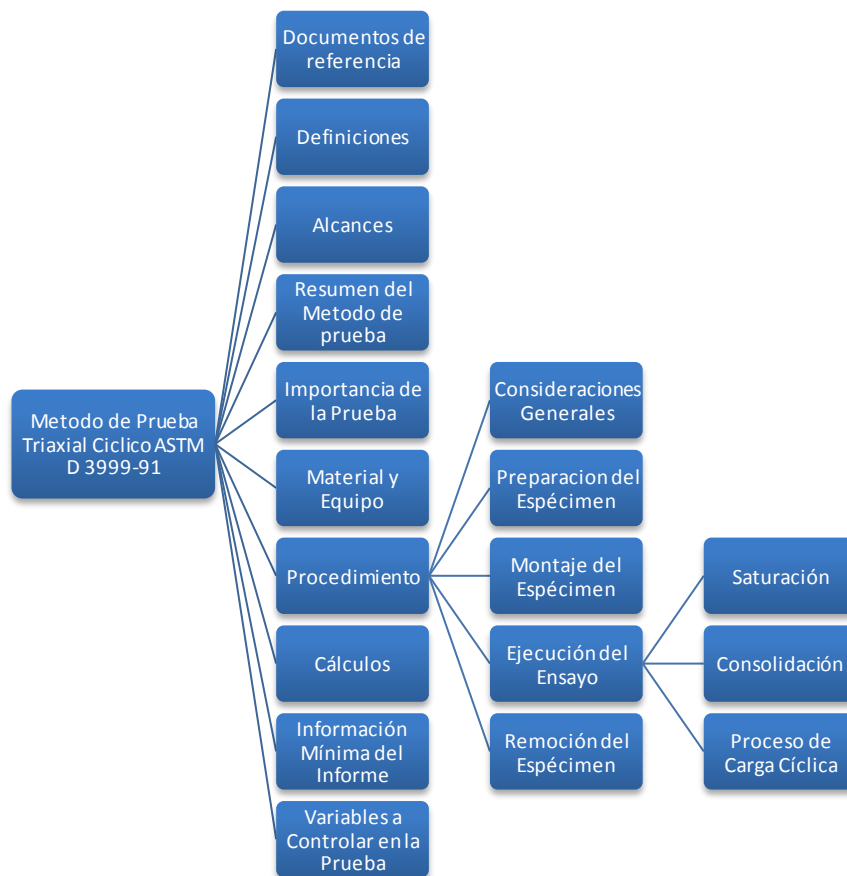 Documentos de
referencia
Definiciones
Alcances
Resumen del
Metodo de
prueba
Importancia de
la Prueba
Metodo de Prueba
Triaxial Ciclico ASTM
D 3999-91
Material y
Equipo
Procedimiento
Cálculos
Información
Mínima del
Informe
Variables a
Controlar en la
Prueba
Consideraciones
Generales
Preparacion del
Espécimen
Montaje del
Espécimen
Ejecución del
Ensayo
Remoción del
Espécimen
Saturación
Consolidación
Proceso de
Carga Cíclica